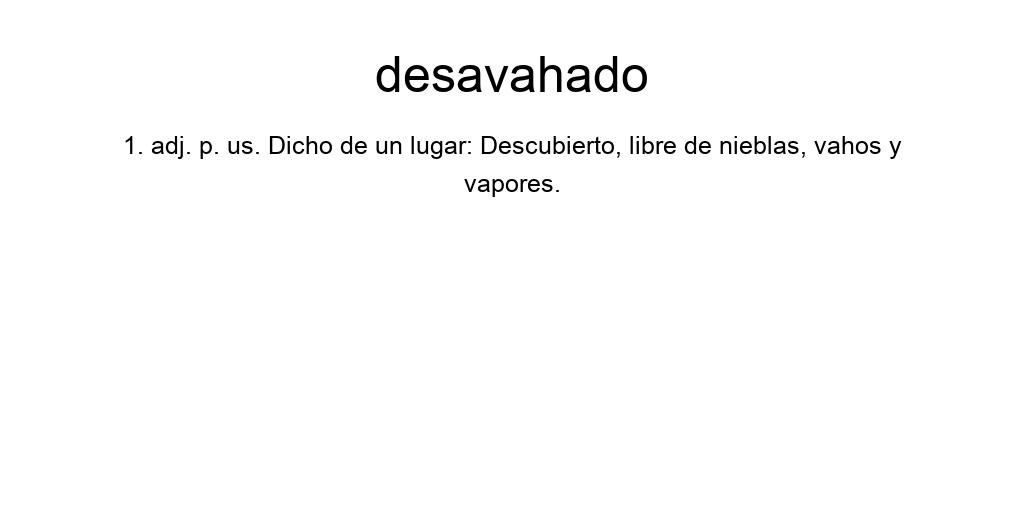 desavahado
1. adj. p. us. Dicho de un lugar: Descubierto, libre de nieblas, vahos y
vapores.